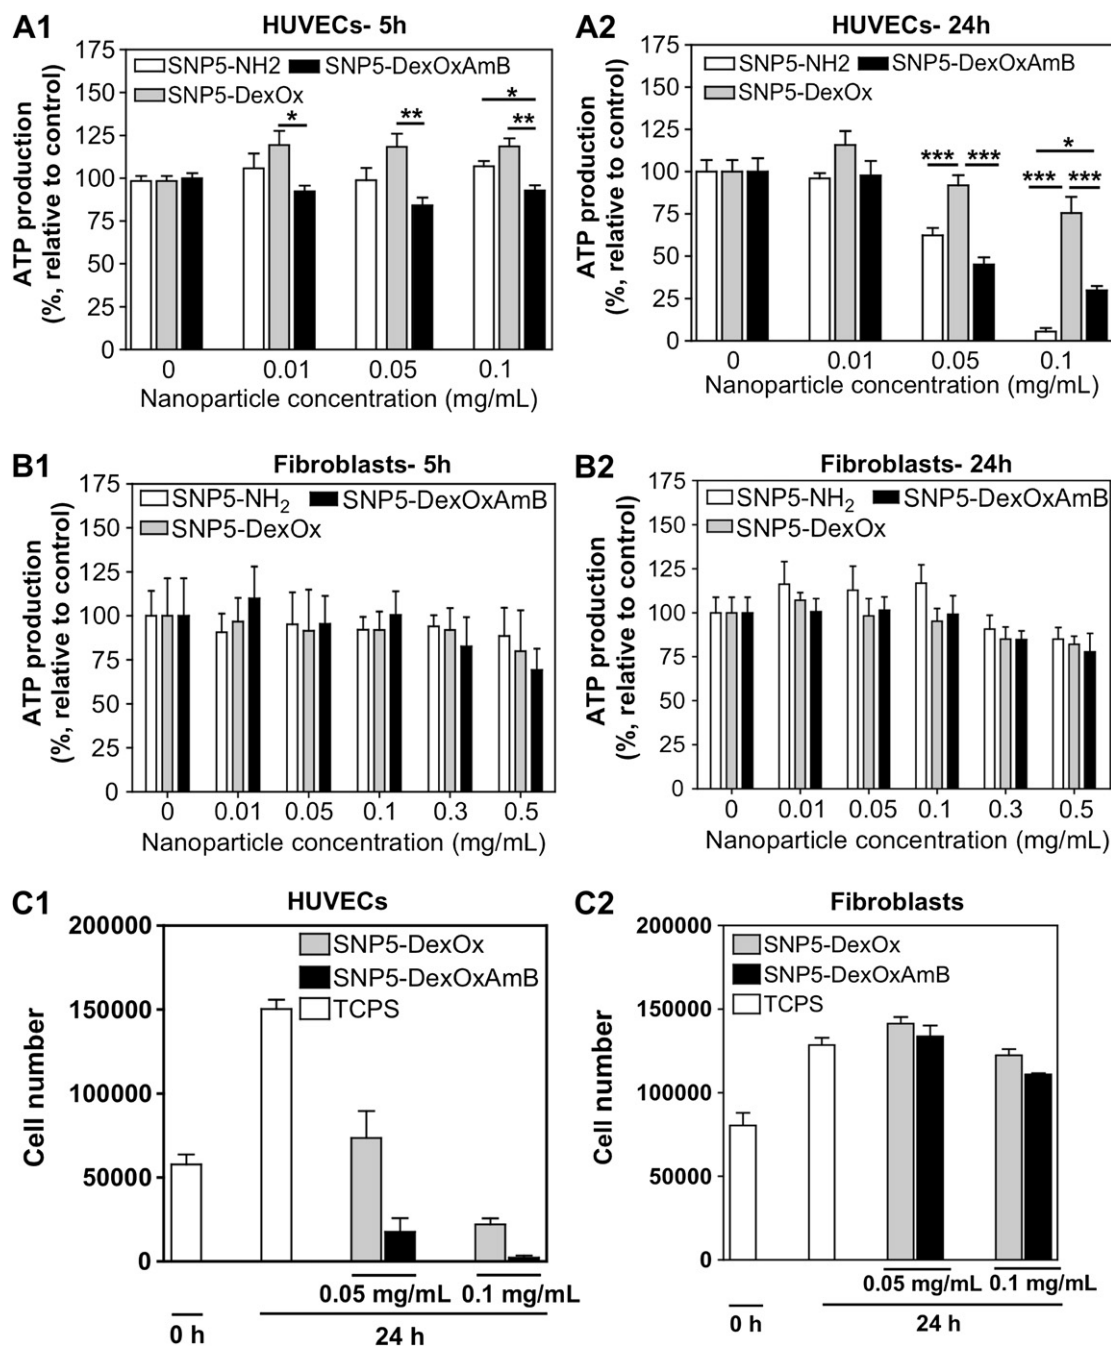 A1
HUVECs- 5h
SNP5-NH2 SNP5-DexOxAmB
SNP5-DexOx
ATP production
(%, relative to control)
175
150
125
100
75
50
25
0
* ** * **
0 0.01 0.05 0.1
Nanoparticle concentration (mg/mL)
A2
HUVECs- 24h
SNP5-NH2 SNP5-DexOxAmB
SNP5-DexOx
ATP production
(%, relative to control)
175
150
125
100
75
50
25
0
*** *** * *** ***
0 0.01 0.05 0.1
Nanoparticle concentration (mg/mL)
B1
Fibroblasts- 5h
SNP5-NH₂ SNP5-DexOxAmB
SNP5-DexOx
ATP production
(%, relative to control)
175
150
125
100
75
50
25
0
0 0.01 0.05 0.1 0.3 0.5
Nanoparticle concentration (mg/mL)
B2
Fibroblasts- 24h
SNP5-NH₂ SNP5-DexOxAmB
SNP5-DexOx
ATP production
(%, relative to control)
175
150
125
100
75
50
25
0
0 0.01 0.05 0.1 0.3 0.5
Nanoparticle concentration (mg/mL)
C1
HUVECs
SNP5-DexOx
SNP5-DexOxAmB
TCPS
Cell number
200000
150000
100000
50000
0
0.05 mg/mL 0.1 mg/mL
0 h 24 h
C2
Fibroblasts
SNP5-DexOx
SNP5-DexOxAmB
TCPS
Cell number
200000
150000
100000
50000
0
0.05 mg/mL 0.1 mg/mL
0 h 24 h